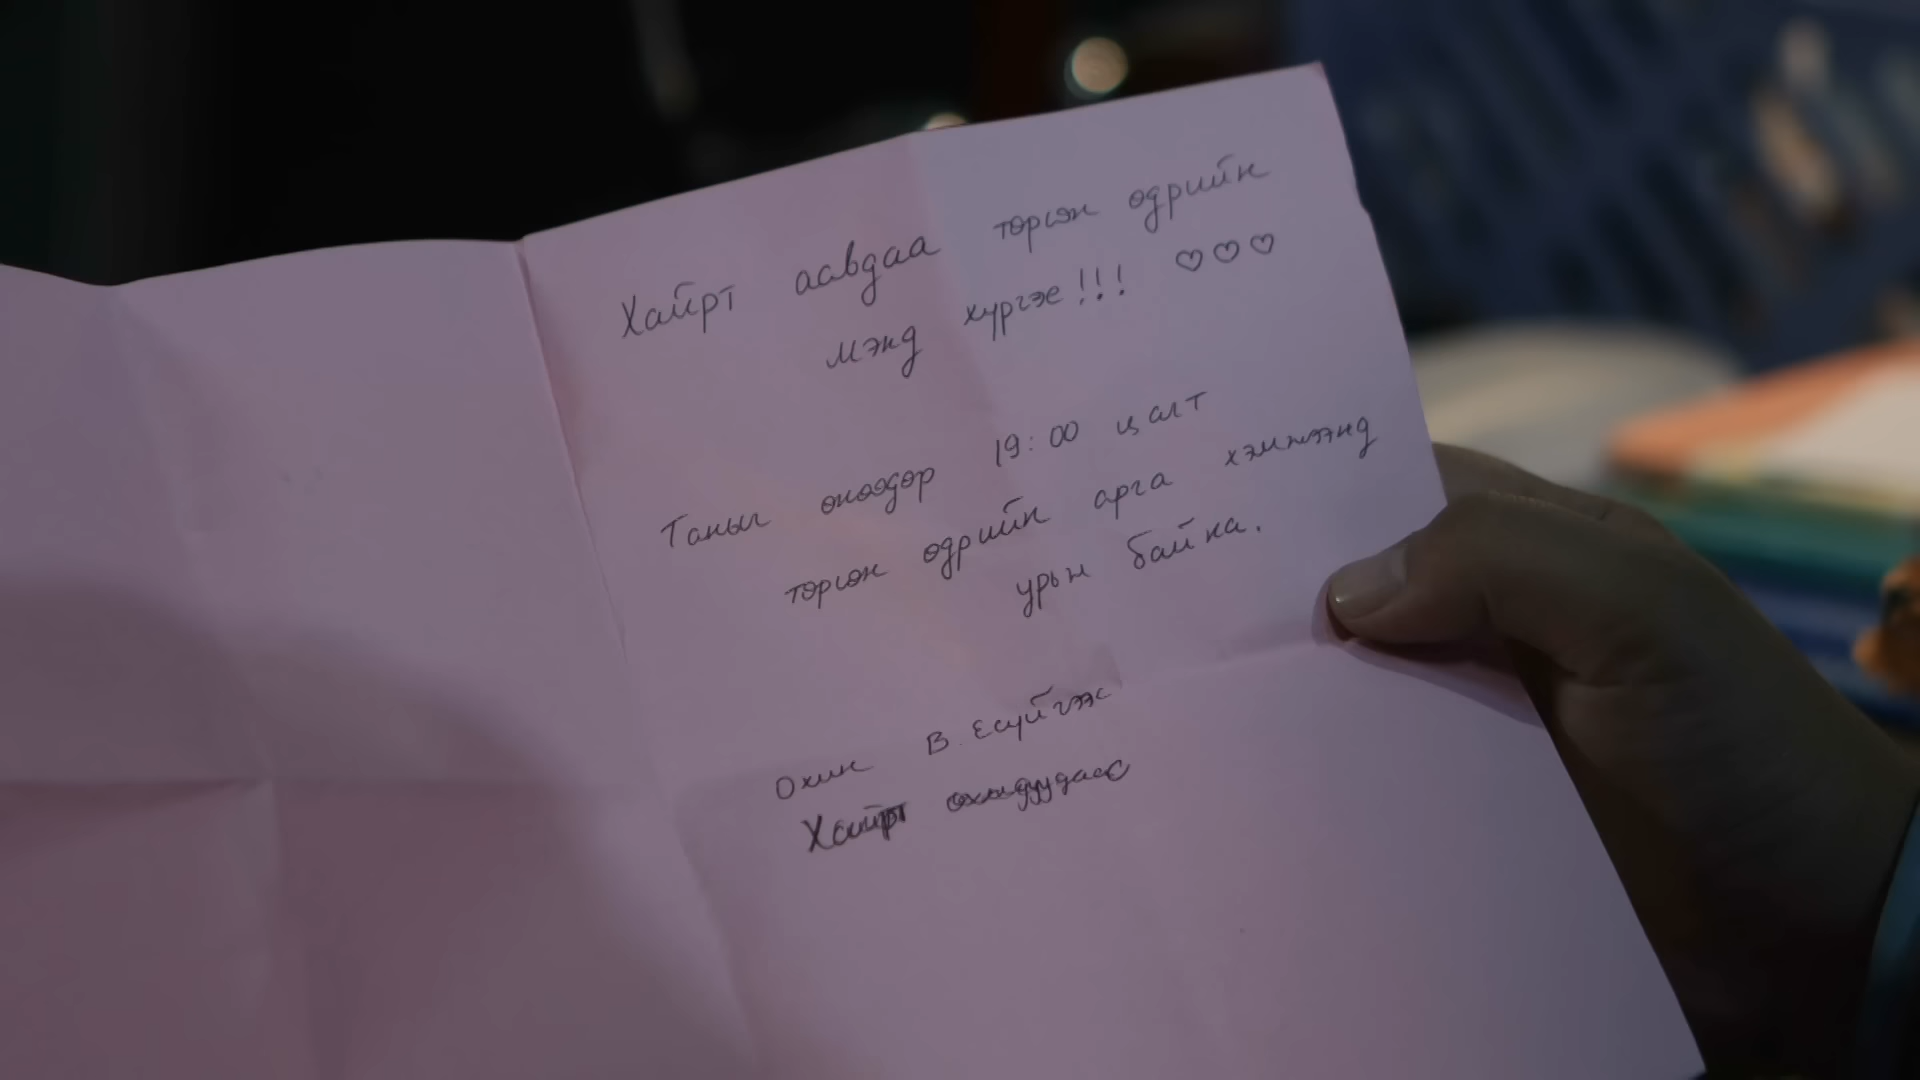 Хайрт аавдаа төрсөн өдрийн
мэнд хүргэе!!! ♡♡♡
Таныг өнөөдөр 19:00 цагт
төрсөн өдрийн арга хэмжээнд
урьж байна.
Охин В. Есүйгээс
Хайрт охидуудаас